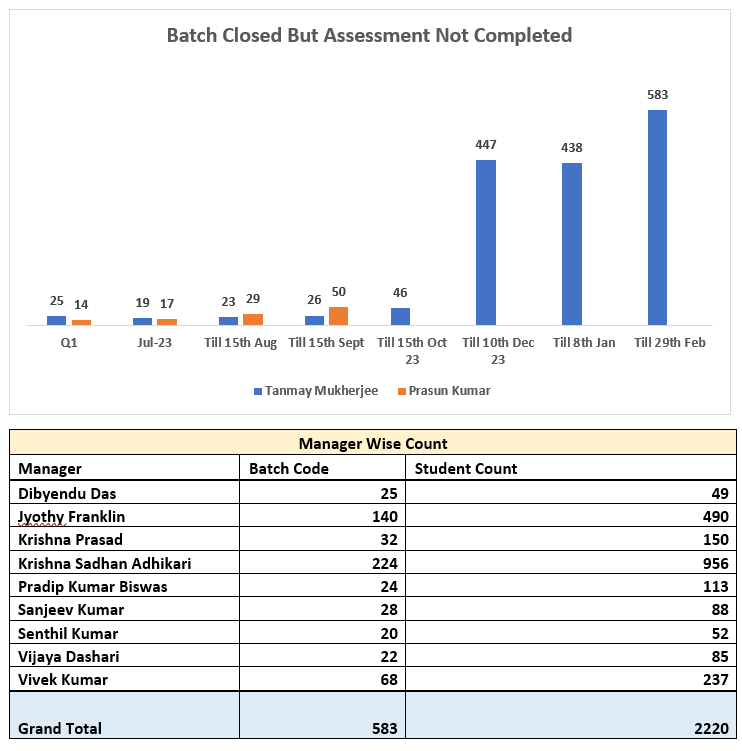 Batch Closed But Assessment Not Completed
583
447
438
25 14 19 17 23 29 26 50 46
Q1 Jul-23 Till 15th Aug Till 15th Sept Till 15th Oct 23 Till 10th Dec 23 Till 8th Jan Till 29th Feb
Tanmay Mukherjee Prasun Kumar
Manager Wise Count
Manager Batch Code Student Count
Dibyendu Das 25 49
Jyothy Franklin 140 490
Krishna Prasad 32 150
Krishna Sadhan Adhikari 224 956
Pradip Kumar Biswas 24 113
Sanjeev Kumar 28 88
Senthil Kumar 20 52
Vijaya Dashari 22 85
Vivek Kumar 68 237
Grand Total 583 2220